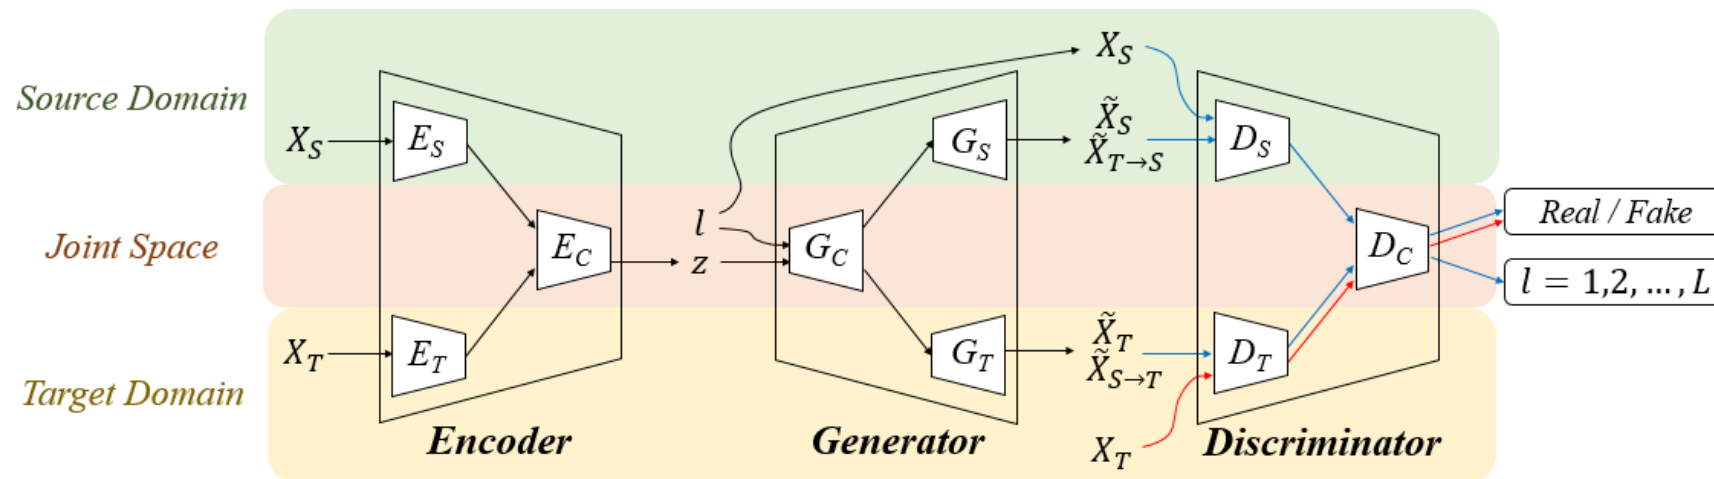 Source Domain
Joint Space
Target Domain
X_S
E_S
E_C
X_T
E_T
Encoder
l
z
G_C
G_S
G_T
Generator
X_S
X̃_S
X̃_{T→S}
X̃_T
X̃_{S→T}
X_T
D_S
D_C
D_T
Discriminator
Real / Fake
l = 1,2, ..., L